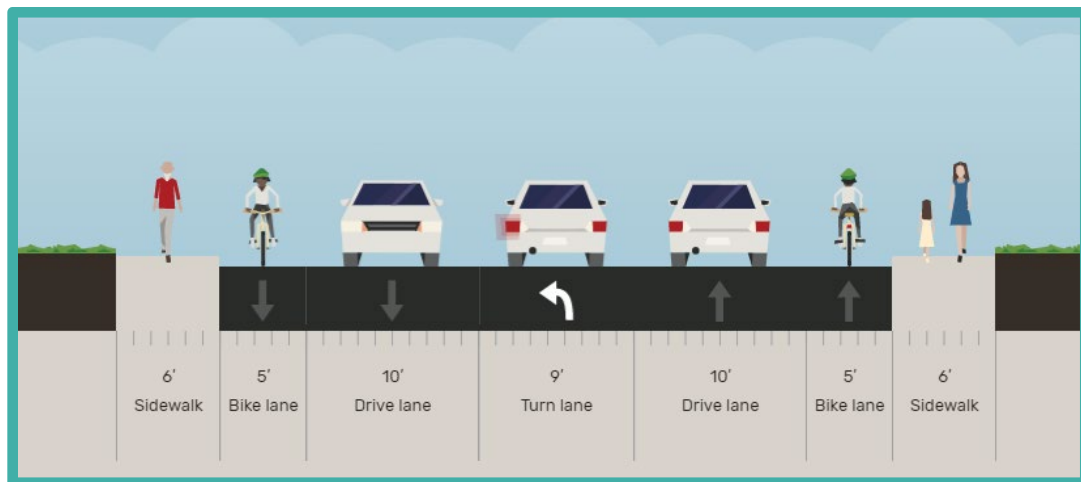 6′
Sidewalk
5′
Bike lane
10′
Drive lane
9′
Turn lane
10′
Drive lane
5′
Bike lane
6′
Sidewalk